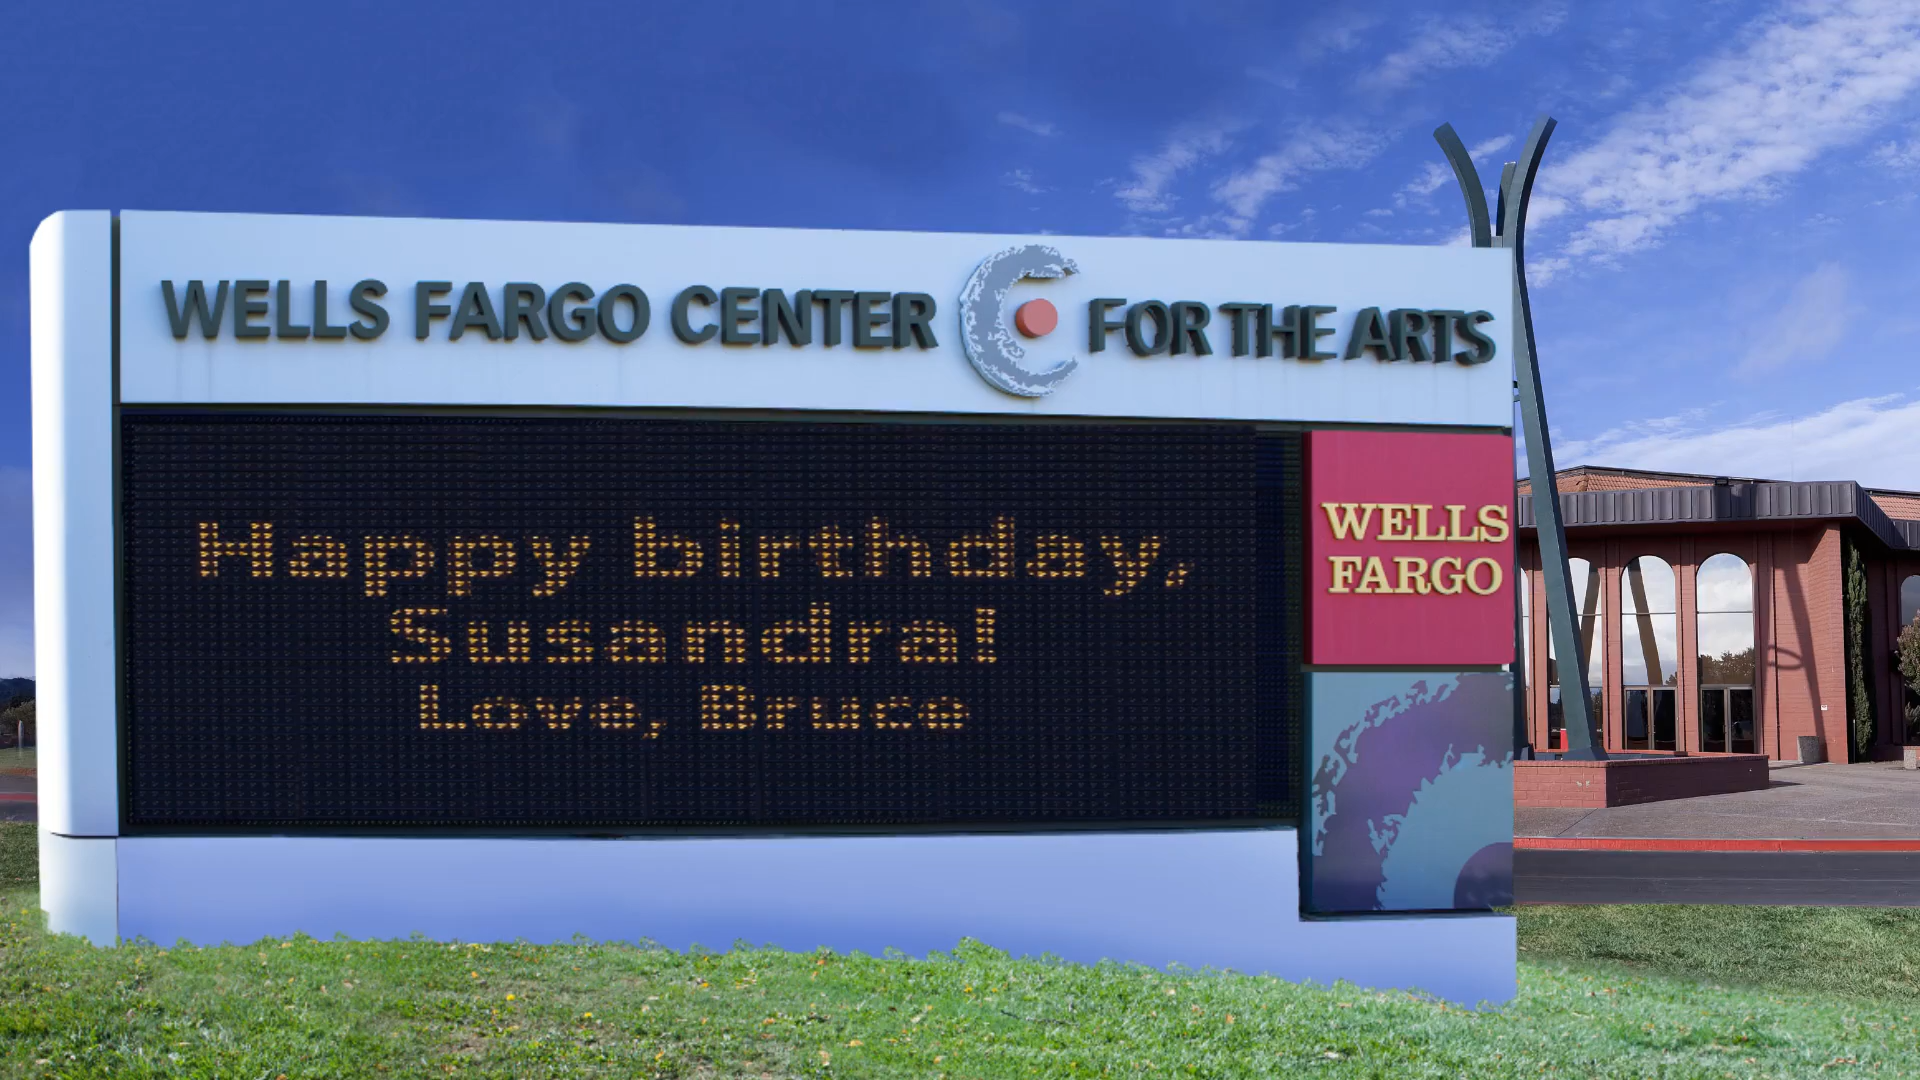 WELLS FARGO CENTER FOR THE ARTS
Happy birthday,
Susandra!
Love, Bruce
WELLS
FARGO